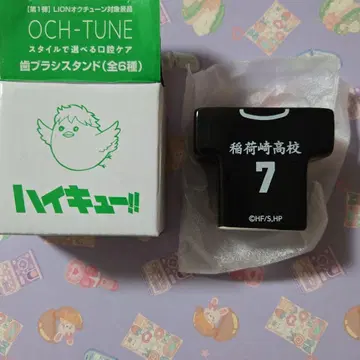 【第1弾】LIONオクチューン対象景品
OCH-TUNE
スタイルで選べる口腔ケア
歯ブラシスタンド(全6種)
ハイキュー!!
稲荷崎高校
7
©HF/S,HP